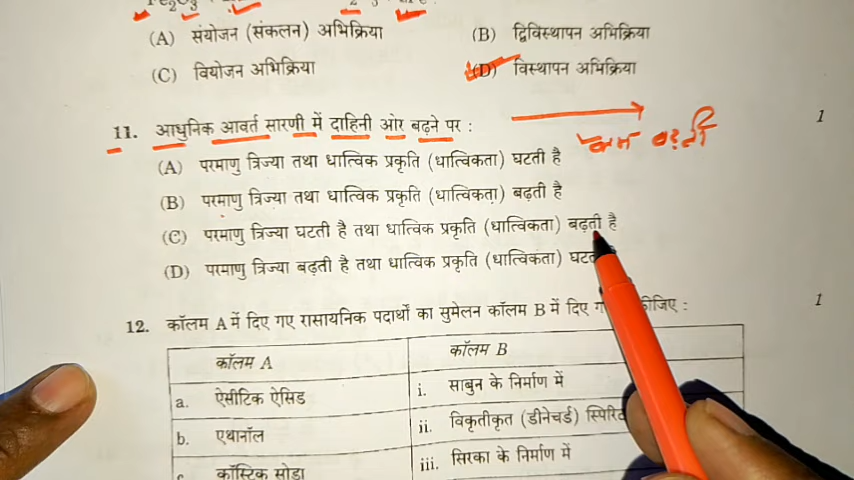 (A) संयोजन (संकलन) अभिक्रिया
(B) द्विविस्थापन अभिक्रिया
(C) वियोजन अभिक्रिया
(D) विस्थापन अभिक्रिया
11. आधुनिक आवर्त सारणी में दाहिनी ओर बढ़ने पर : 1
(A) परमाणु त्रिज्या तथा धात्विक प्रकृति (धात्विकता) घटती है
(B) परमाणु त्रिज्या तथा धात्विक प्रकृति (धात्विकता) बढ़ती है
(C) परमाणु त्रिज्या घटती है तथा धात्विक प्रकृति (धात्विकता) बढ़ती है
(D) परमाणु त्रिज्या बढ़ती है तथा धात्विक प्रकृति (धात्विकता)
12. कॉलम A में दिए गए रासायनिक पदार्थों का सुमेलन कॉलम B में दिए : 1
कॉलम A
कॉलम B
a. ऐसीटिक ऐसिड
i. साबुन के निर्माण में
b. एथानॉल
ii. विकृतीकृत (डीनेचर्ड) स्पिरिट
कॉस्टिक सोडा
iii. सिरका के निर्माण में